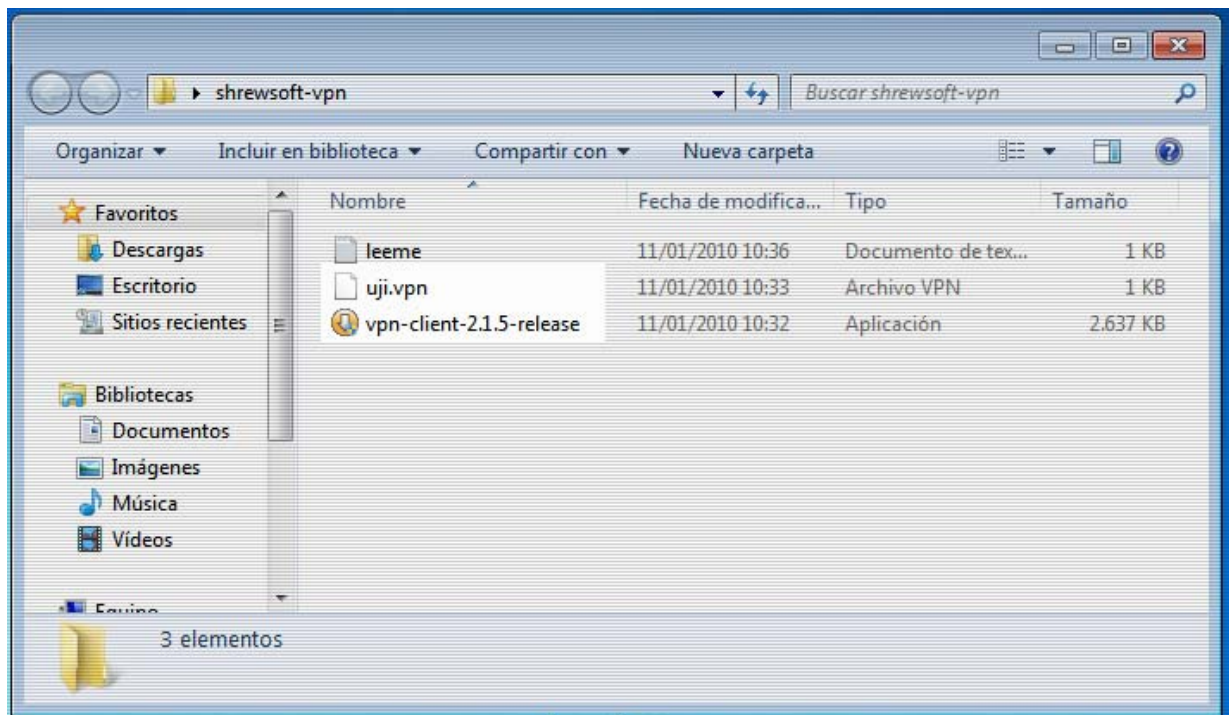 shrewsoft-vpn
Buscar shrewsoft-vpn
Organizar Incluir en biblioteca Compartir con Nueva carpeta
Nombre Fecha de modifica... Tipo Tamaño
Favoritos
Descargas
Escritorio
Sitios recientes
Bibliotecas
Documentos
Imágenes
Música
Vídeos
Equipo
leeme 11/01/2010 10:36 Documento de tex... 1 KB
uji.vpn 11/01/2010 10:33 Archivo VPN 1 KB
vpn-client-2.1.5-release 11/01/2010 10:32 Aplicación 2.637 KB
3 elementos